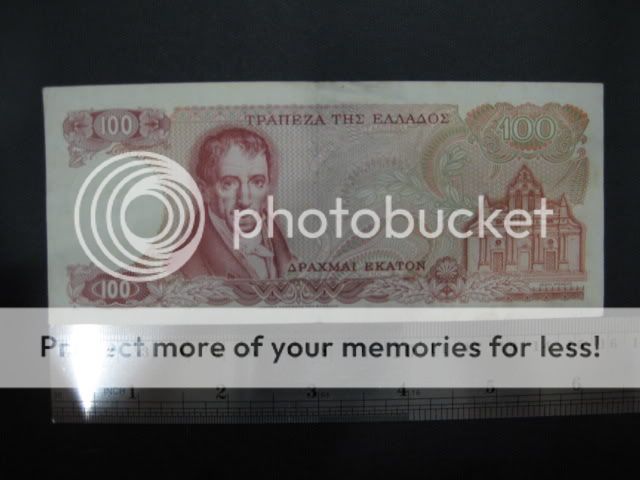 100
ΤΡΑΠΕΖΑ ΤΗΣ ΕΛΛΑΔΟΣ
100
photobucket
ΔΡΑΧΜΑΙ ΕΚΑΤΟΝ
100
Protect more of your memories for less!
INCH 1 2 3 4 5 6